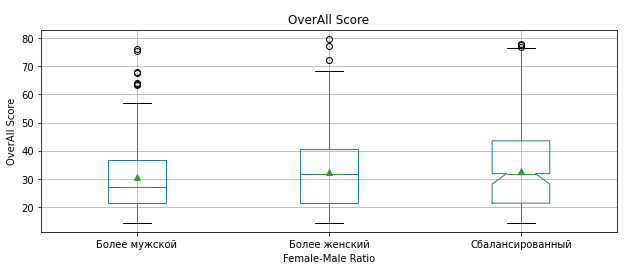 OverAll Score
80
70
60
50
40
30
20
OverAll Score
Более мужской
Более женский
Сбалансированный
Female-Male Ratio